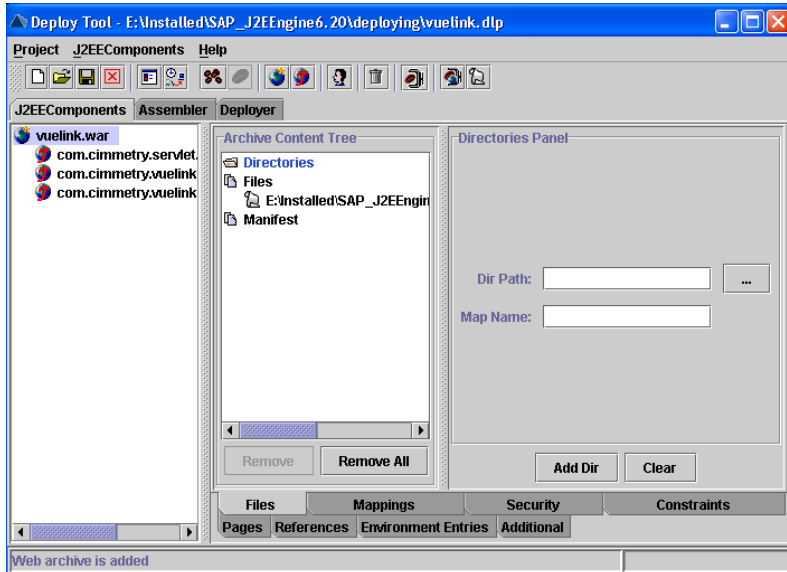 Deploy Tool - E:\Installed\SAP_J2EEngine6.20\deploying\vuelink.dlp
Project J2EEComponents Help
J2EEComponents Assembler Deployer
vuelink.war
com.cimmetry.servlet.
com.cimmetry.vuelink
com.cimmetry.vuelink
Archive Content Tree
Directories
Files
E:\Installed\SAP_J2EEngin
Manifest
Remove Remove All
Directories Panel
Dir Path: ...
Map Name:
Add Dir Clear
Files Mappings Security Constraints
Pages References Environment Entries Additional
Web archive is added